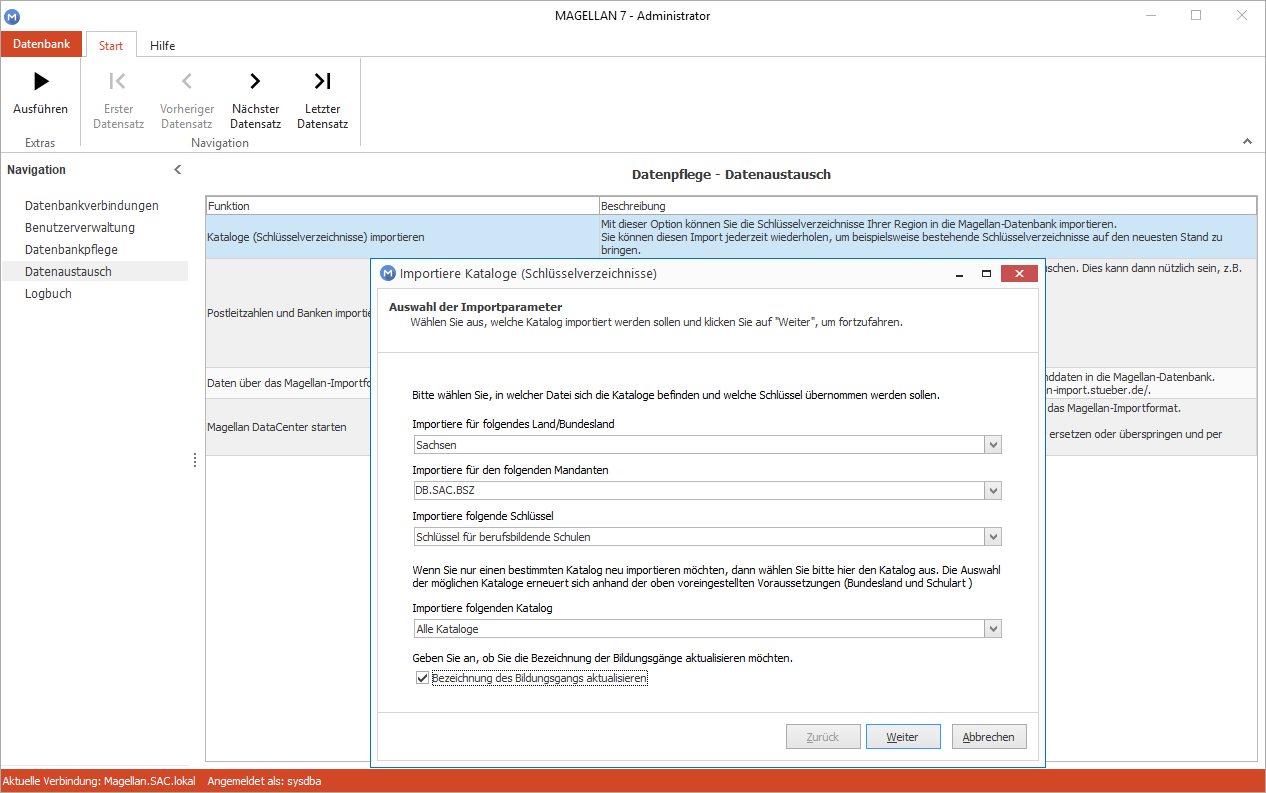 MAGELLAN 7 - Administrator
Datenbank Start Hilfe
Ausführen
Erster Datensatz
Vorheriger Datensatz
Nächster Datensatz
Letzter Datensatz
Extras
Navigation
Navigation
Datenbankverbindungen
Benutzerverwaltung
Datenbankpflege
Datenaustausch
Logbuch
Datenpflege - Datenaustausch
Funktion Beschreibung
Kataloge (Schlüsselverzeichnisse) importieren
Mit dieser Option können Sie die Schlüsselverzeichnisse Ihrer Region in die Magellan-Datenbank importieren.
Sie können diesen Import jederzeit wiederholen, um beispielsweise bestehende Schlüsselverzeichnisse auf den neuesten Stand zu
bringen.
Postleitzahlen und Banken importie
uschen. Dies kann dann nützlich sein, z.B.
Daten über das Magellan-Importfo
nddaten in die Magellan-Datenbank.
n-import.stueber.de/.
Magellan DataCenter starten
das Magellan-Importformat.
ersetzen oder überspringen und per
Importiere Kataloge (Schlüsselverzeichnisse)
Auswahl der Importparameter
Wählen Sie aus, welche Katalog importiert werden sollen und klicken Sie auf "Weiter", um fortzufahren.
Bitte wählen Sie, in welcher Datei sich die Kataloge befinden und welche Schlüssel übernommen werden sollen.
Importiere für folgendes Land/Bundesland
Sachsen
Importiere für den folgenden Mandanten
DB.SAC.BSZ
Importiere folgende Schlüssel
Schlüssel für berufsbildende Schulen
Wenn Sie nur einen bestimmten Katalog neu importieren möchten, dann wählen Sie bitte hier den Katalog aus. Die Auswahl
der möglichen Kataloge erneuert sich anhand der oben voreingestellten Voraussetzungen (Bundesland und Schulart )
Importiere folgenden Katalog
Alle Kataloge
Geben Sie an, ob Sie die Bezeichnung der Bildungsgänge aktualisieren möchten.
Bezeichnung des Bildungsgangs aktualisieren
Zurück Weiter Abbrechen
Aktuelle Verbindung: Magellan.SAC.lokal Angemeldet als: sysdba